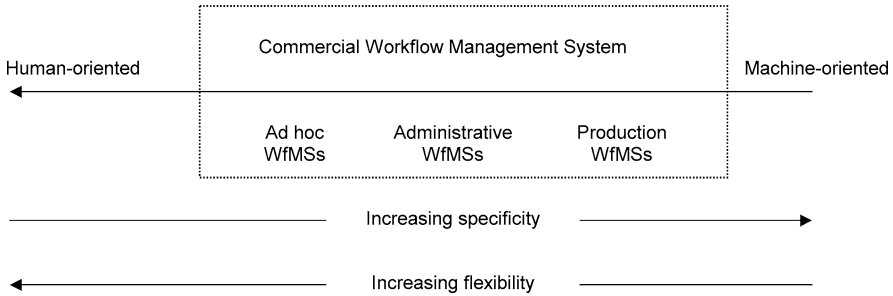 Commercial Workflow Management System
Human-oriented
Machine-oriented
Ad hoc
WfMSs
Administrative
WfMSs
Production
WfMSs
Increasing specificity
Increasing flexibility